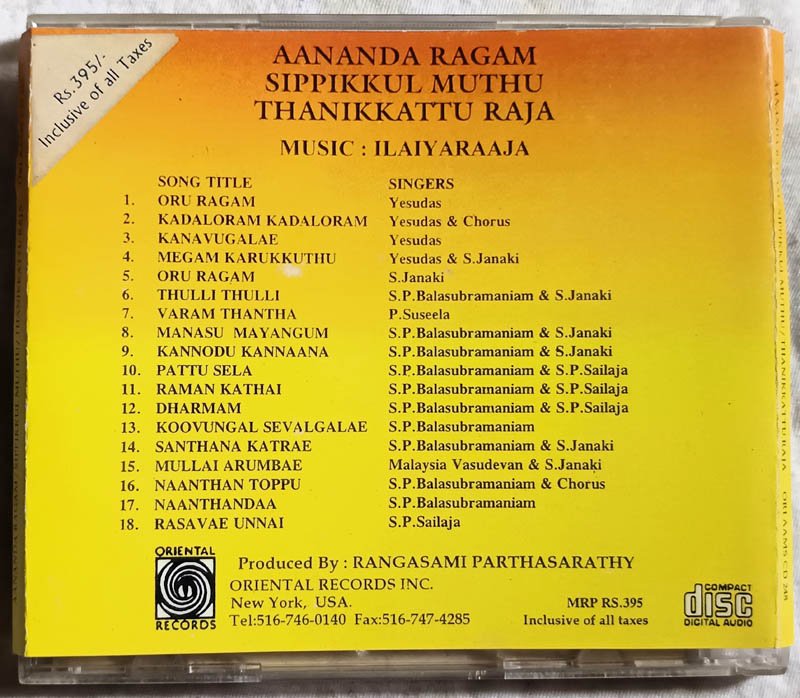 Rs.395/-
Inclusive of all Taxes
AANANDA RAGAM
SIPPIKKUL MUTHU
THANIKKATTU RAJA
MUSIC : ILAIYARAAJA
SONG TITLE SINGERS
1. ORU RAGAM Yesudas
2. KADALORAM KADALORAM Yesudas & Chorus
3. KANAVUGALAE Yesudas
4. MEGAM KARUKKUTHU Yesudas & S.Janaki
5. ORU RAGAM S.Janaki
6. THULLI THULLI S.P.Balasubramaniam & S.Janaki
7. VARAM THANTHA P.Suseela
8. MANASU MAYANGUM S.P.Balasubramaniam & S.Janaki
9. KANNODU KANNAANA S.P.Balasubramaniam & S.Janaki
10. PATTU SELA S.P.Balasubramaniam & S.P.Sailaja
11. RAMAN KATHAI S.P.Balasubramaniam & S.P.Sailaja
12. DHARMAM S.P.Balasubramaniam & S.P.Sailaja
13. KOOVUNGAL SEVALGALAE S.P.Balasubramaniam
14. SANTHANA KATRAE S.P.Balasubramaniam & S.Janaki
15. MULLAI ARUMBAE Malaysia Vasudevan & S.Janaki
16. NAANTHAN TOPPU S.P.Balasubramaniam & Chorus
17. NAANTHANDAA S.P.Balasubramaniam
18. RASAVAE UNNAI S.P.Sailaja
ORIENTAL
RECORDS
Produced By : RANGASAMI PARTHASARATHY
ORIENTAL RECORDS INC.
New York, USA.
Tel:516-746-0140 Fax:516-747-4285
MRP RS.395
Inclusive of all taxes
COMPACT
disc
DIGITAL AUDIO